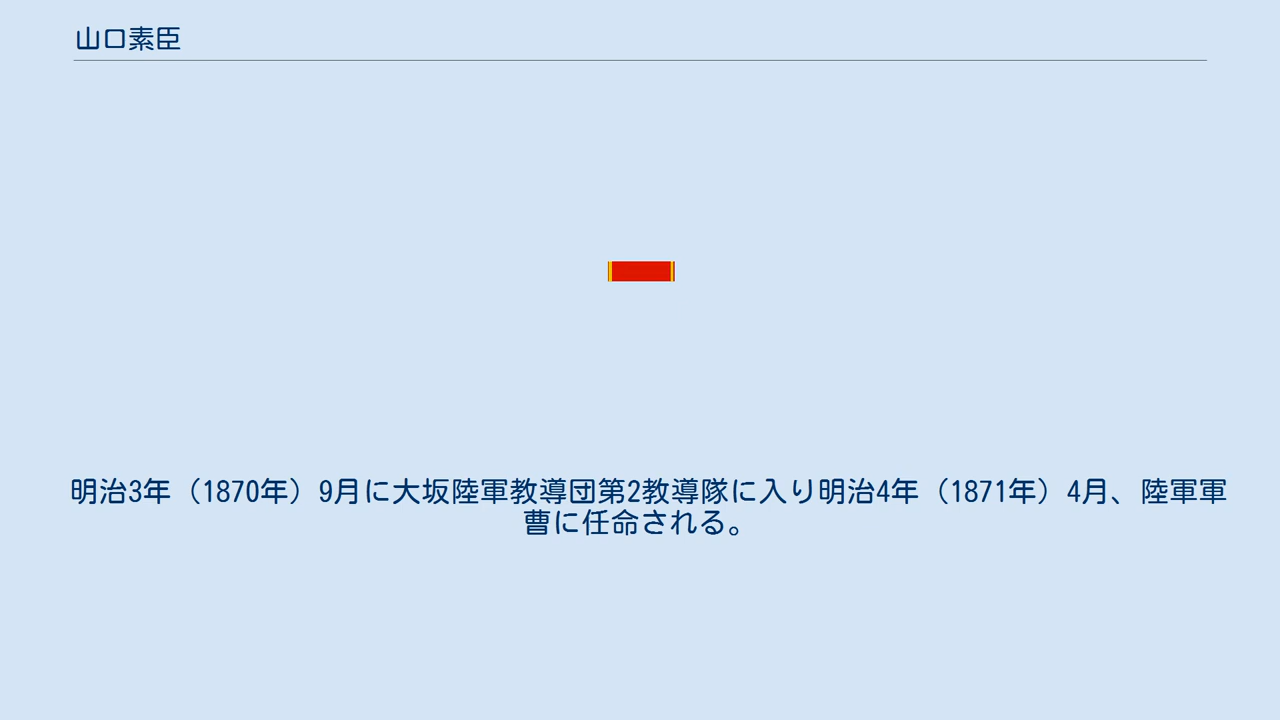 山口素臣
明治3年（1870年）9月に大坂陸軍教導団第2教導隊に入り明治4年（1871年）4月、陸軍軍
曹に任命される。